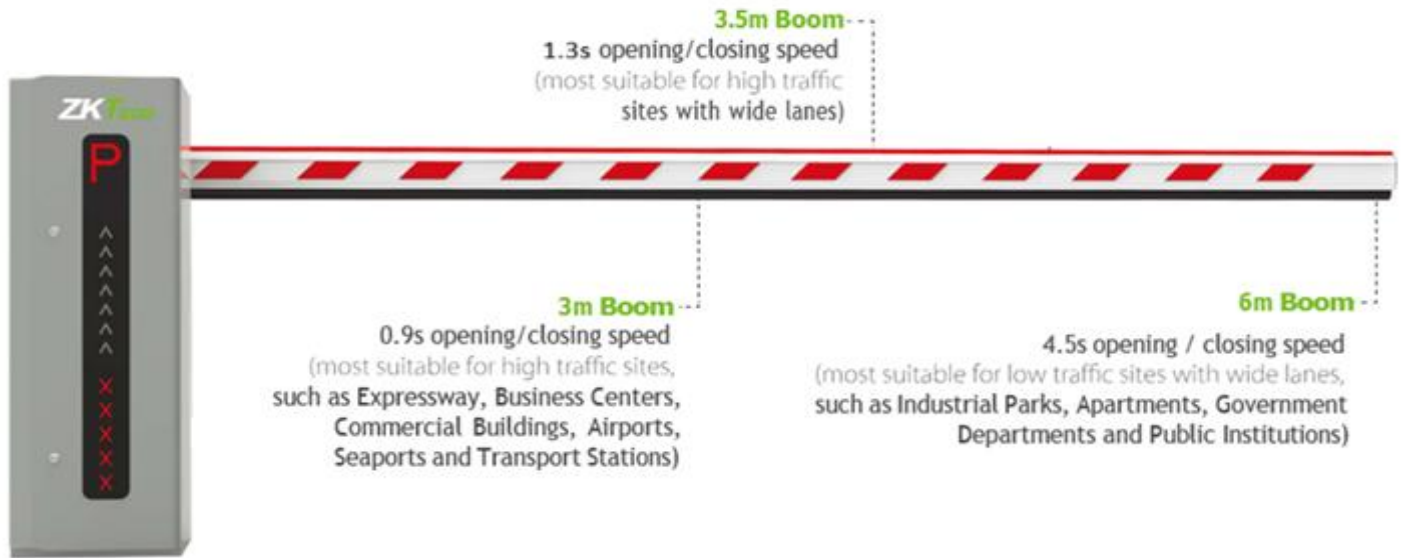 3.5m Boom
1.3s opening/closing speed
(most suitable for high traffic
sites with wide lanes)
ZKTeco
P
3m Boom
0.9s opening/closing speed
(most suitable for high traffic sites,
such as Expressway, Business Centers,
Commercial Buildings, Airports,
Seaports and Transport Stations)
6m Boom
4.5s opening / closing speed
(most suitable for low traffic sites with wide lanes,
such as Industrial Parks, Apartments, Government
Departments and Public Institutions)